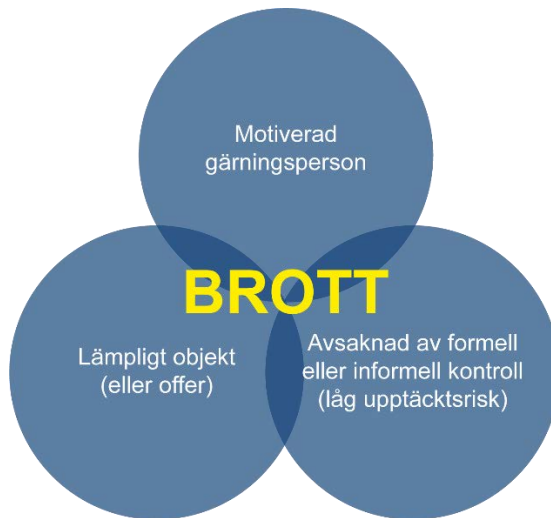 Motiverad
gärningsperson
BROTT
Lämpligt objekt
(eller offer)
Avsaknad av formell
eller informell kontroll
(låg upptäcktsrisk)